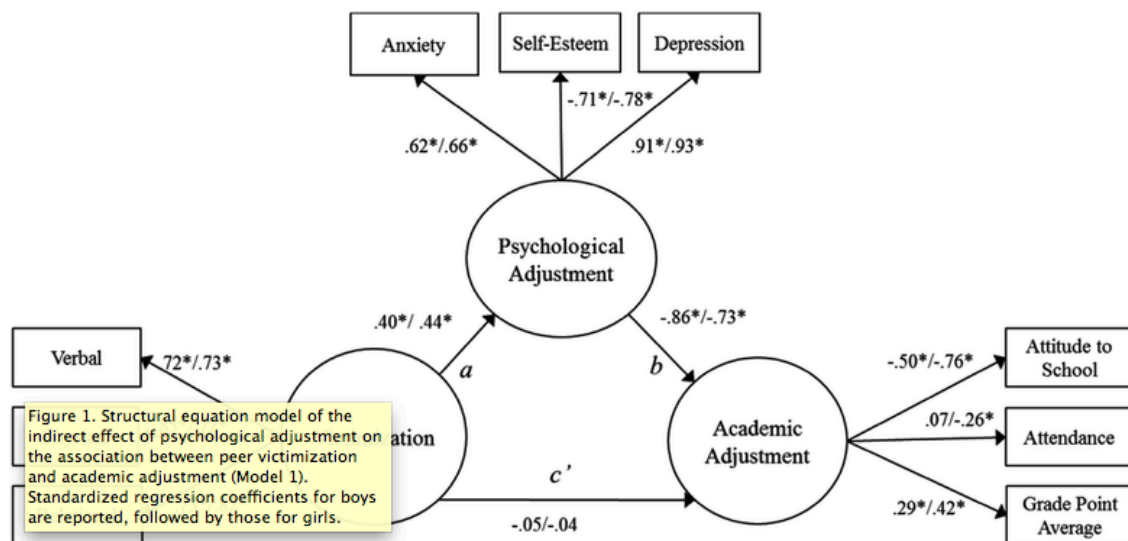 Anxiety
Self-Esteem
Depression
-.71*/-.78*
.62*/.66*
.91*/.93*
Psychological
Adjustment
.40*/ .44*
-.86*/-.73*
Verbal
.72*/.73*
a
b
-.50*/-.76*
Attitude to
School
Figure 1. Structural equation model of the
indirect effect of psychological adjustment on
the association between peer victimization
and academic adjustment (Model 1).
Standardized regression coefficients for boys
are reported, followed by those for girls.
ation
Academic
Adjustment
.07/-.26*
Attendance
c’
-.05/-.04
.29*/.42*
Grade Point
Average